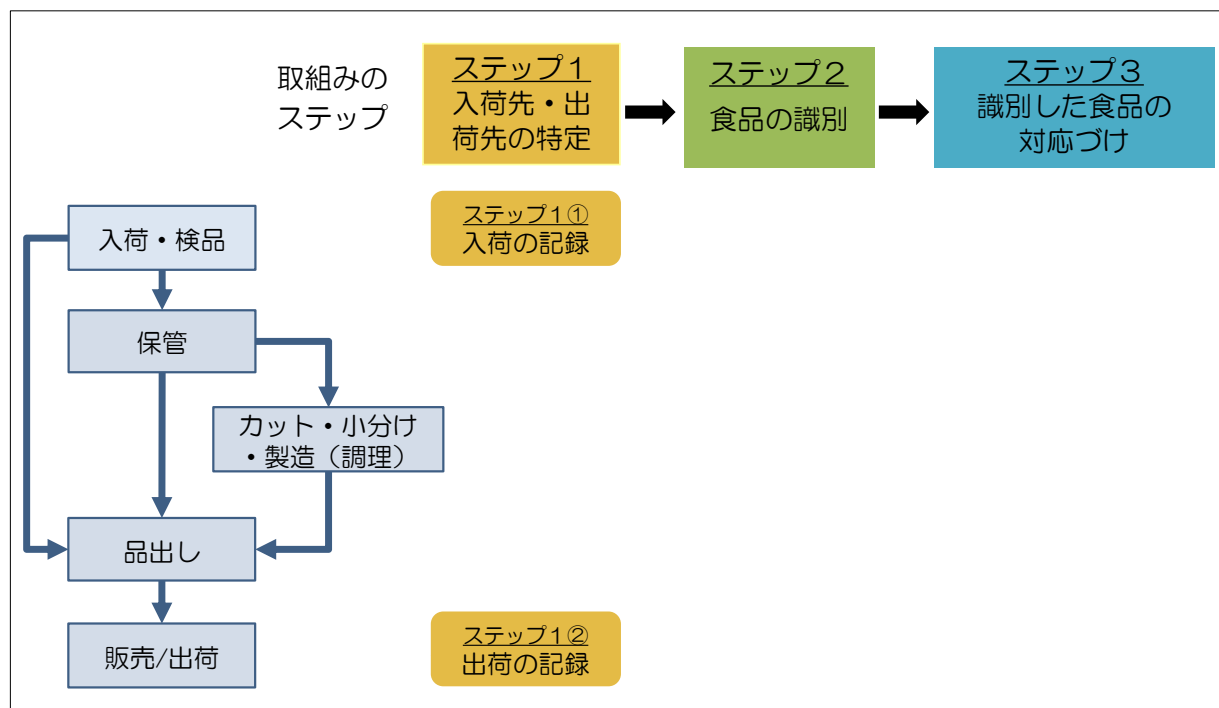 取組みの
ステップ
ステップ１
入荷先・出
荷先の特定
ステップ２
食品の識別
ステップ３
識別した食品の
対応づけ
ステップ１①
入荷の記録
入荷・検品
保管
カット・小分け
・製造（調理）
品出し
販売/出荷
ステップ１②
出荷の記録